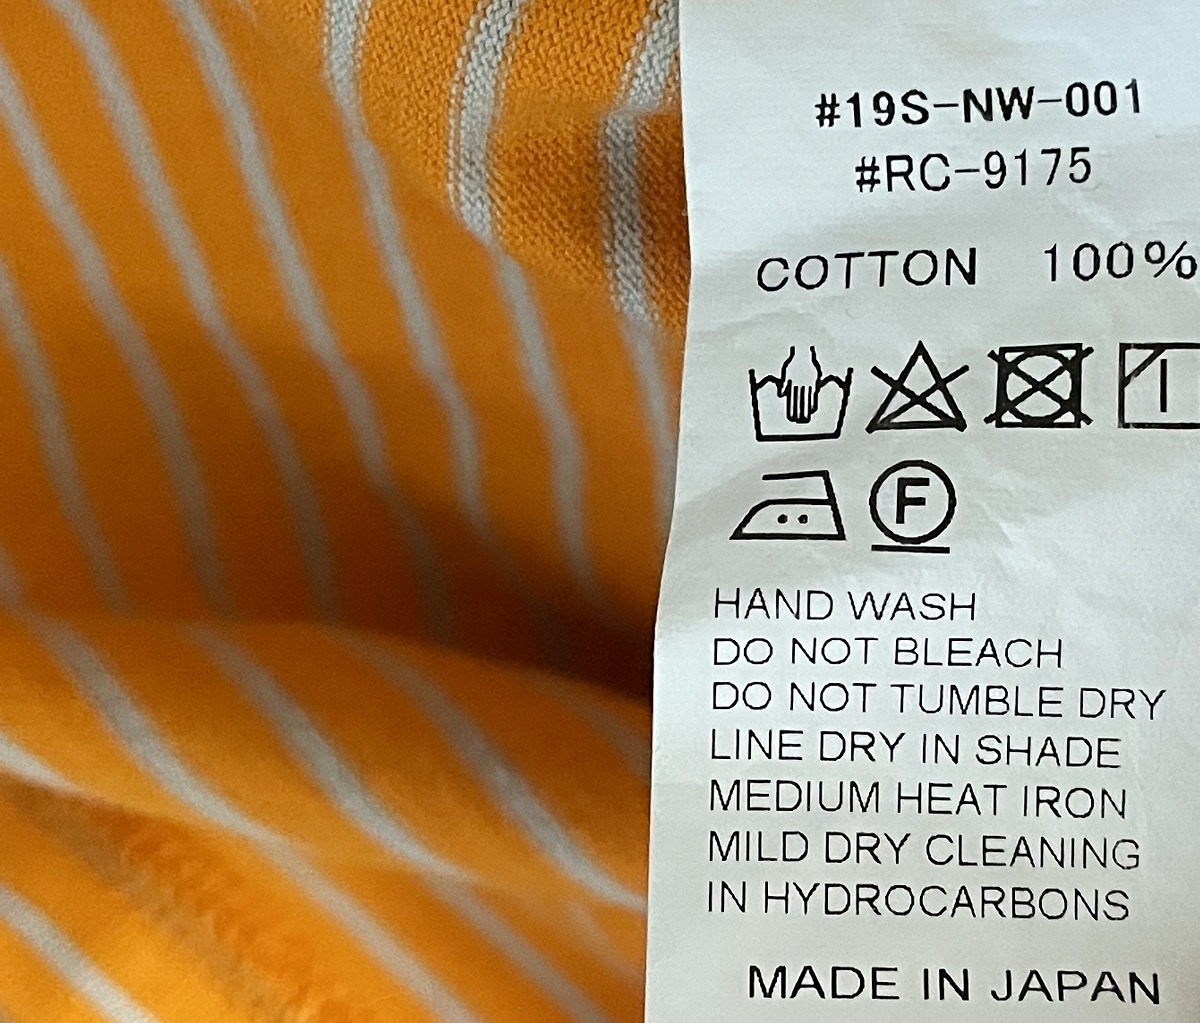 #19S-NW-001
#RC-9175
COTTON 100%
F
HAND WASH
DO NOT BLEACH
DO NOT TUMBLE DRY
LINE DRY IN SHADE
MEDIUM HEAT IRON
MILD DRY CLEANING
IN HYDROCARBONS
MADE IN JAPAN